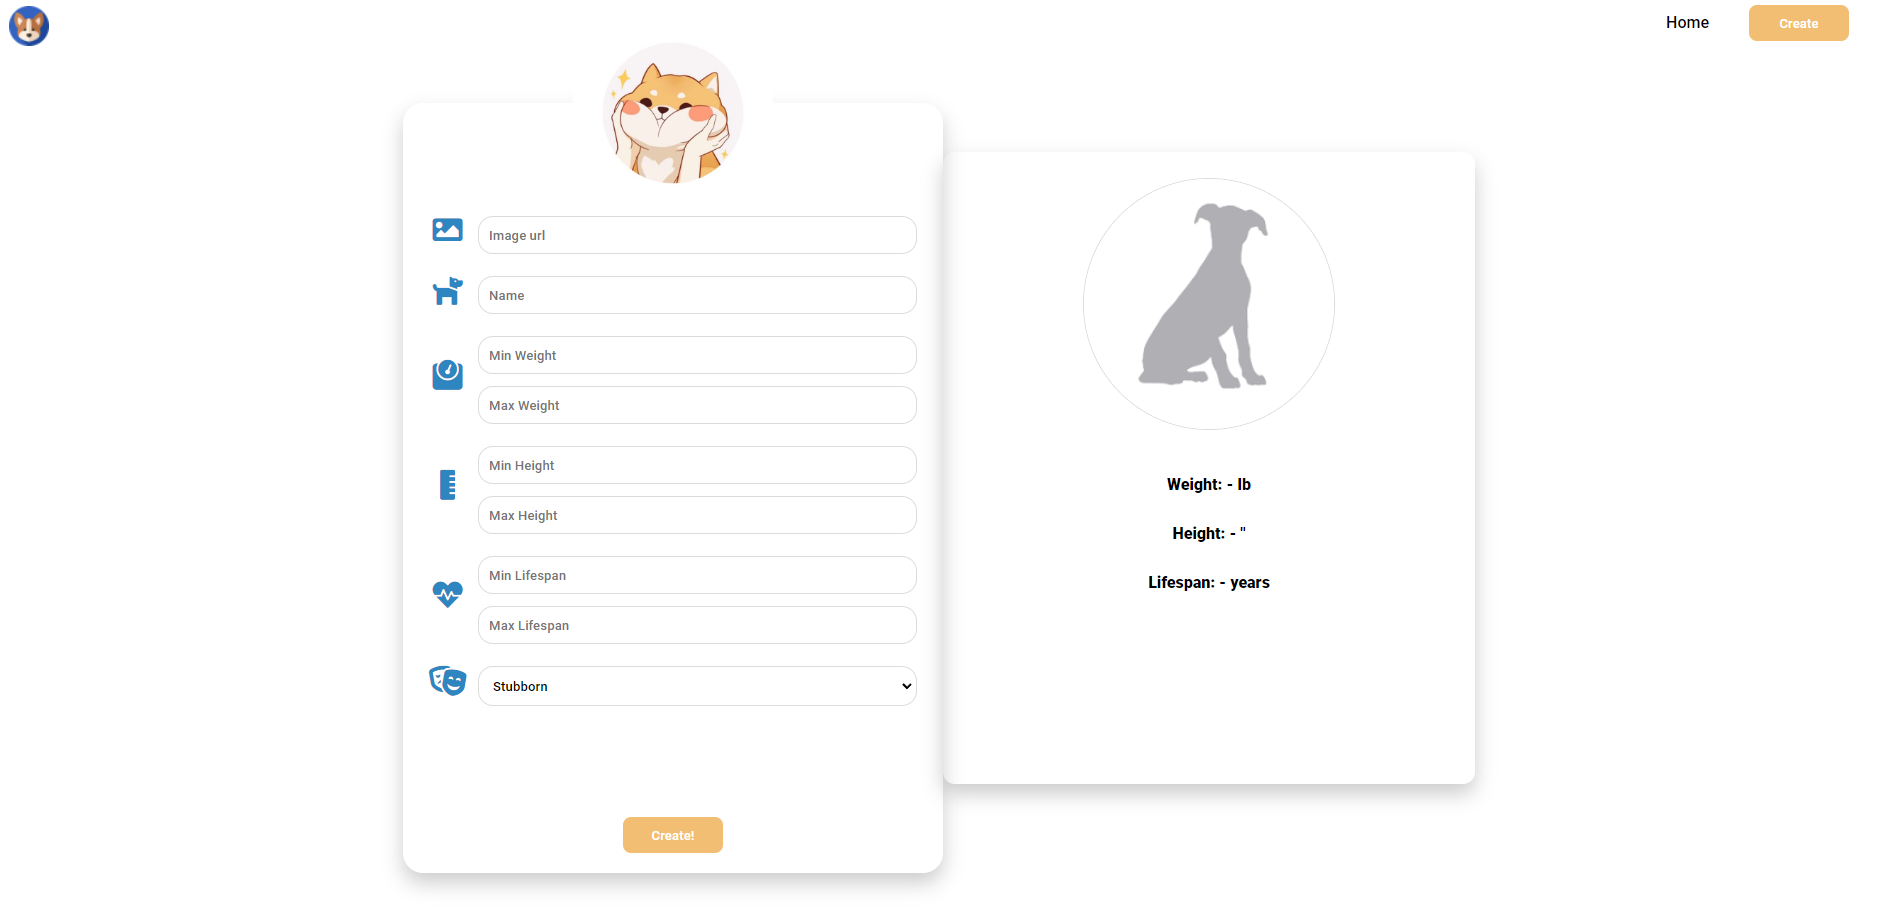 Home
Create
Image url
Name
Min Weight
Max Weight
Min Height
Max Height
Min Lifespan
Max Lifespan
Stubborn
Create!
Weight: - lb
Height: - "
Lifespan: - years